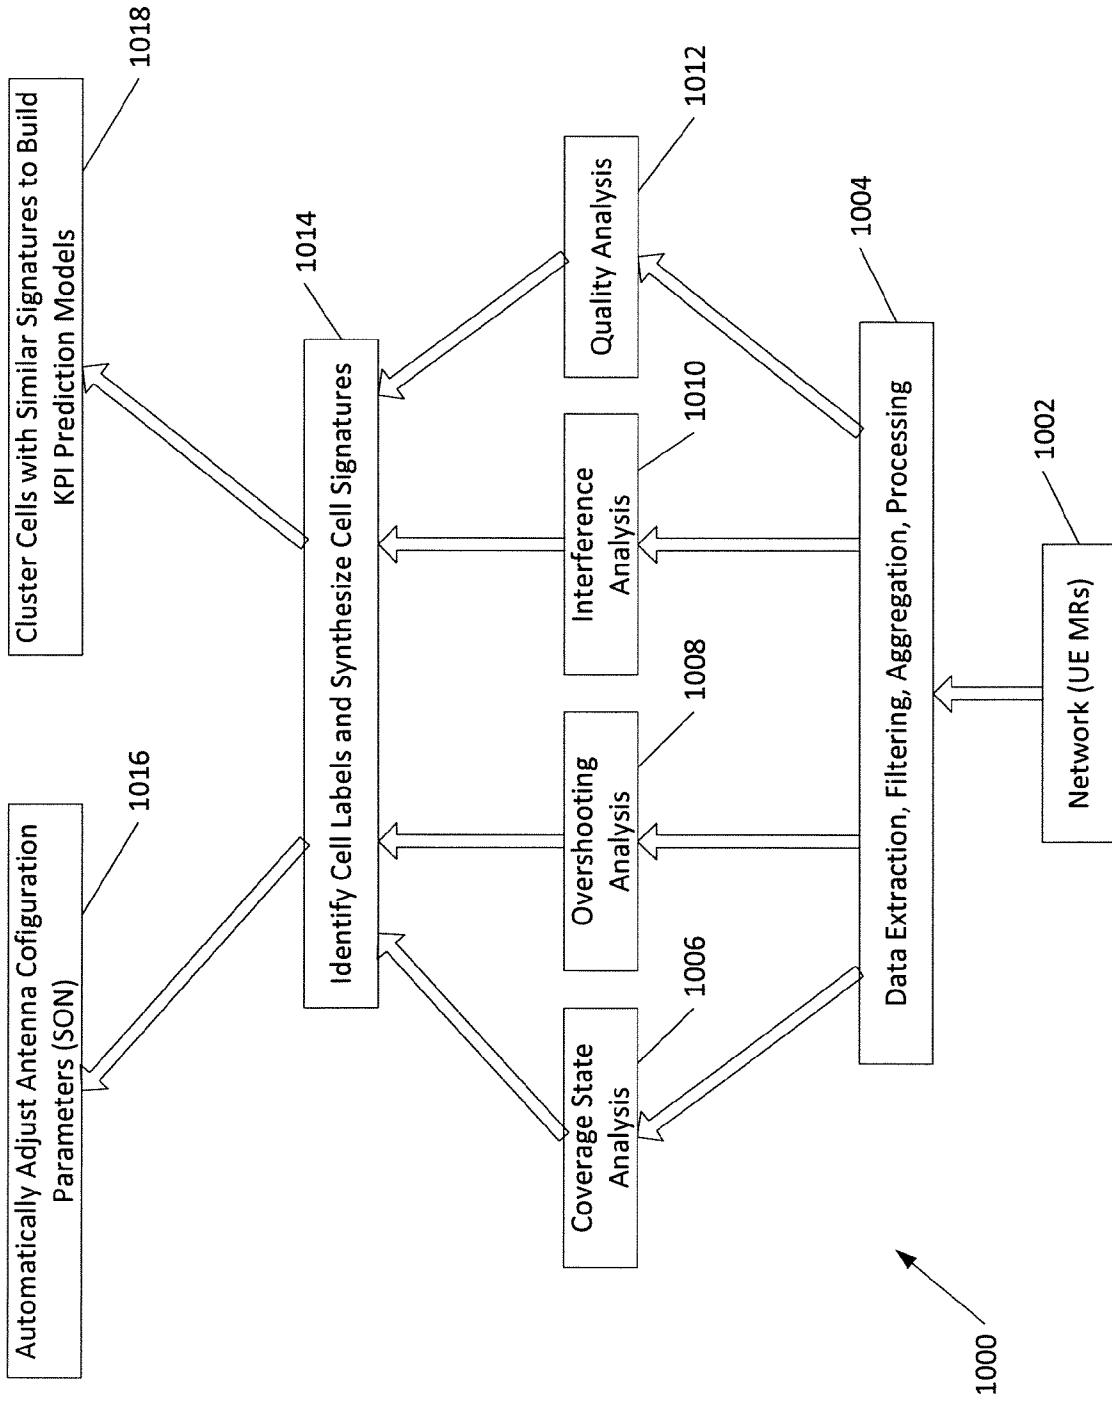 Automatically Adjust Antenna Cofiguration
Parameters (SON)
1016
Cluster Cells with Similar Signatures to Build
KPI Prediction Models
1018
Identify Cell Labels and Synthesize Cell Signatures
1014
Coverage State
Analysis
1006
Overshooting
Analysis
1008
Interference
Analysis
1010
Quality Analysis
1012
Data Extraction, Filtering, Aggregation, Processing
1004
Network (UE MRs)
1002
1000